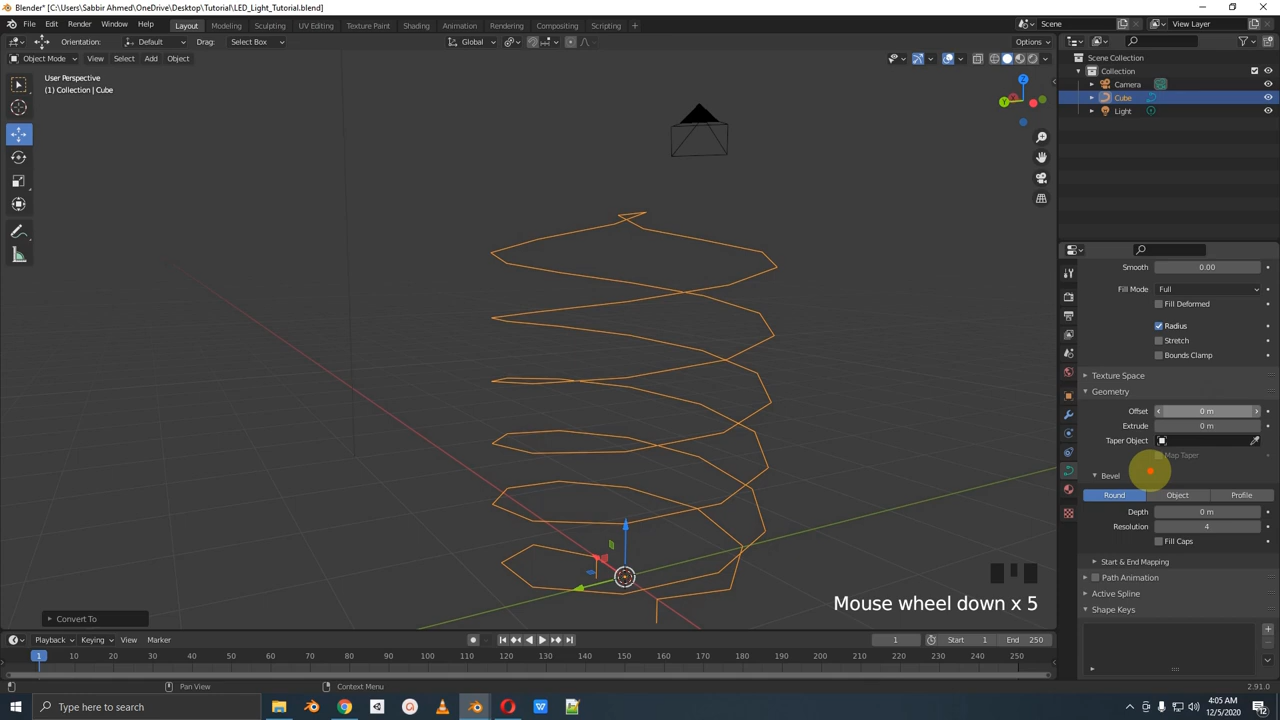 Blender* [C:\Users\Sabbir Ahmed\OneDrive\Desktop\Tutorial\LED_Light_Tutorial.blend]
File Edit Render Window Help Layout Modeling Sculpting UV Editing Texture Paint Shading Animation Rendering Compositing Scripting + Scene View Layer
Orientation: Default Drag: Select Box Global Options
Object Mode View Select Add Object
User Perspective
(1) Collection | Cube
Z
Y
Scene Collection
Collection
Camera
Cube
Light
Smooth 0.00
Fill Mode Full
Fill Deformed
Radius
Stretch
Bounds Clamp
Texture Space
Geometry
Offset 0 m
Extrude 0 m
Taper Object
Map Taper
Bevel
Round Object Profile
Depth 0 m
Resolution 4
Fill Caps
Start & End Mapping
Path Animation
Active Spline
Shape Keys
Mouse wheel down x 5
Convert To
Playback Keying View Marker 1 Start 1 End 250
1 10 20 30 40 50 60 70 80 90 100 110 120 130 140 150 160 170 180 190 200 210 220 230 240 250
Pan View Context Menu 2.91.0
Type here to search
4:05 AM
12/5/2020